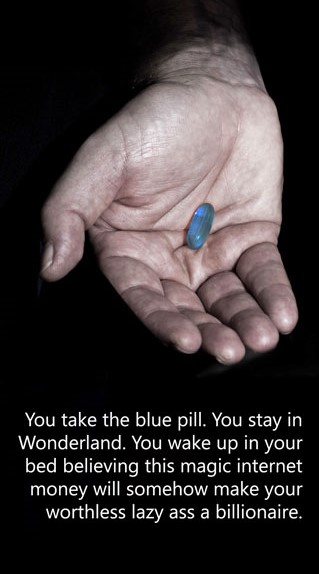 You take the blue pill. You stay in
Wonderland. You wake up in your
bed believing this magic internet
money will somehow make your
worthless lazy ass a billionaire.